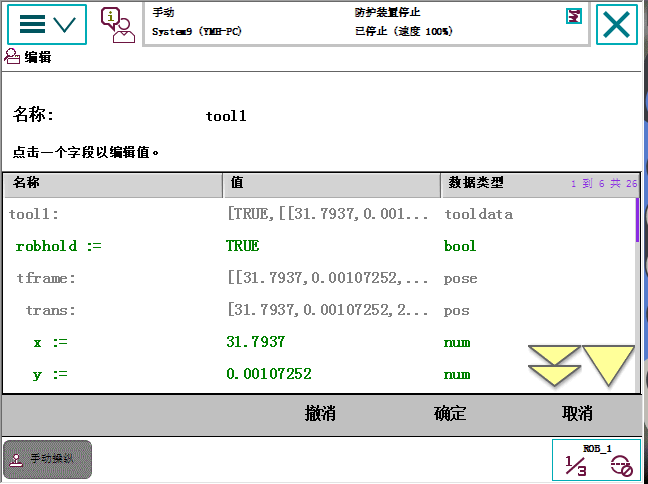 手动 防护装置停止
System9 (YMH-PC) 已停止 (速度 100%)
编辑
名称: tool1
点击一个字段以编辑值。
名称 值 数据类型 1 到 6 共 26
tool1: [TRUE,[[31.7937,0.001... tooldata
robhold := TRUE bool
tframe: [[31.7937,0.00107252,... pose
trans: [31.7937,0.00107252,2... pos
x := 31.7937 num
y := 0.00107252 num
撤消 确定 取消
手动操纵 ROB_1
1/3